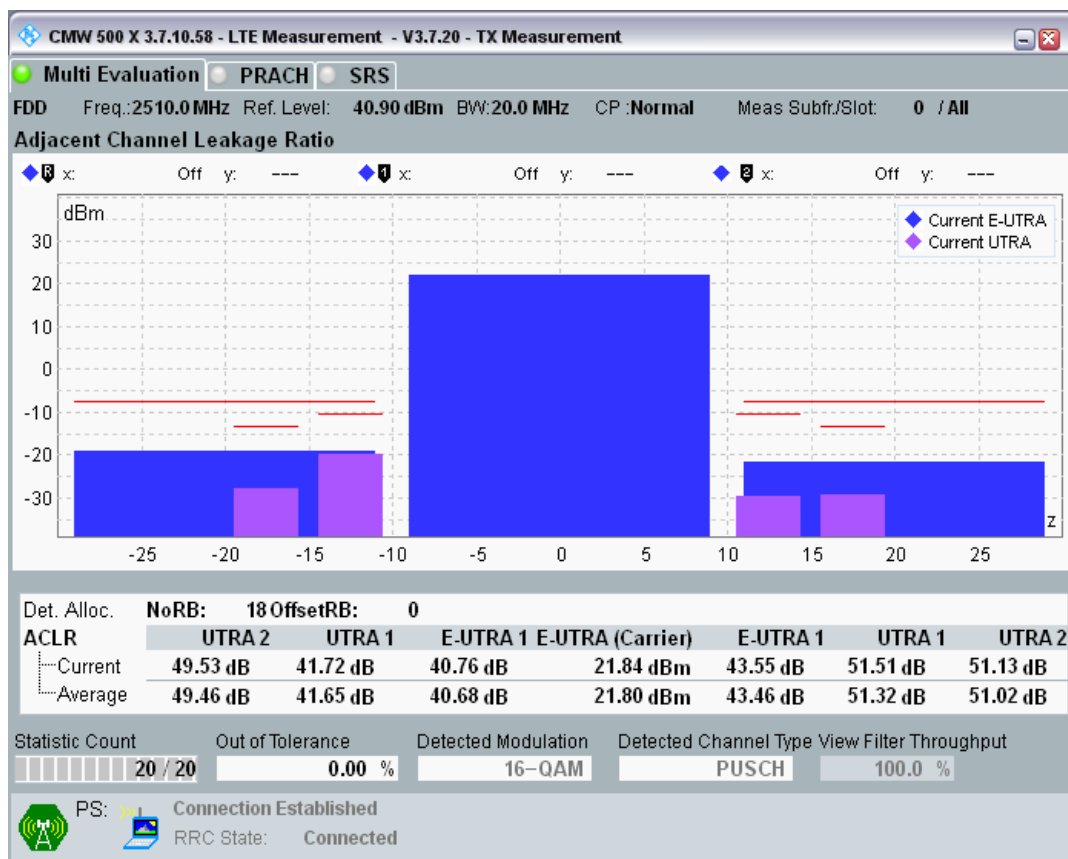 CMW 500 X 3.7.10.58 - LTE Measurement - V3.7.20 - TX Measurement
Multi Evaluation PRACH SRS
FDD Freq.:2510.0 MHz Ref. Level: 40.90 dBm BW:20.0 MHz CP :Normal Meas Subfr./Slot: 0 / All
Adjacent Channel Leakage Ratio
R x: Off y: --- 1 x: Off y: --- 2 x: Off y: ---
dBm
Current E-UTRA
Current UTRA
30
20
10
0
-10
-20
-30
z
-25 -20 -15 -10 -5 0 5 10 15 20 25
Det. Alloc. NoRB: 18 OffsetRB: 0
ACLR UTRA 2 UTRA 1 E-UTRA 1 E-UTRA (Carrier) E-UTRA 1 UTRA 1 UTRA 2
Current 49.53 dB 41.72 dB 40.76 dB 21.84 dBm 43.55 dB 51.51 dB 51.13 dB
Average 49.46 dB 41.65 dB 40.68 dB 21.80 dBm 43.46 dB 51.32 dB 51.02 dB
Statistic Count Out of Tolerance Detected Modulation Detected Channel Type View Filter Throughput
20 / 20 0.00 % 16-QAM PUSCH 100.0 %
PS: Connection Established
RRC State: Connected